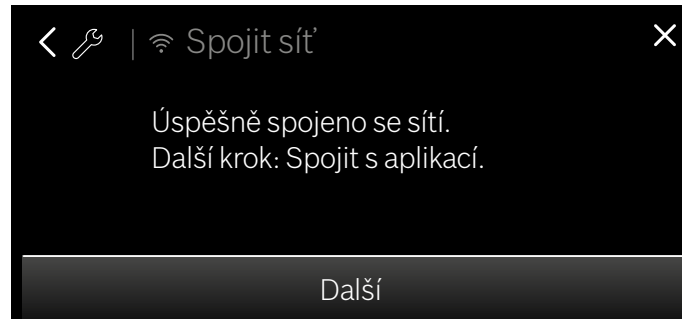 Spojit síť
Úspěšně spojeno se sítí.
Další krok: Spojit s aplikací.
Další